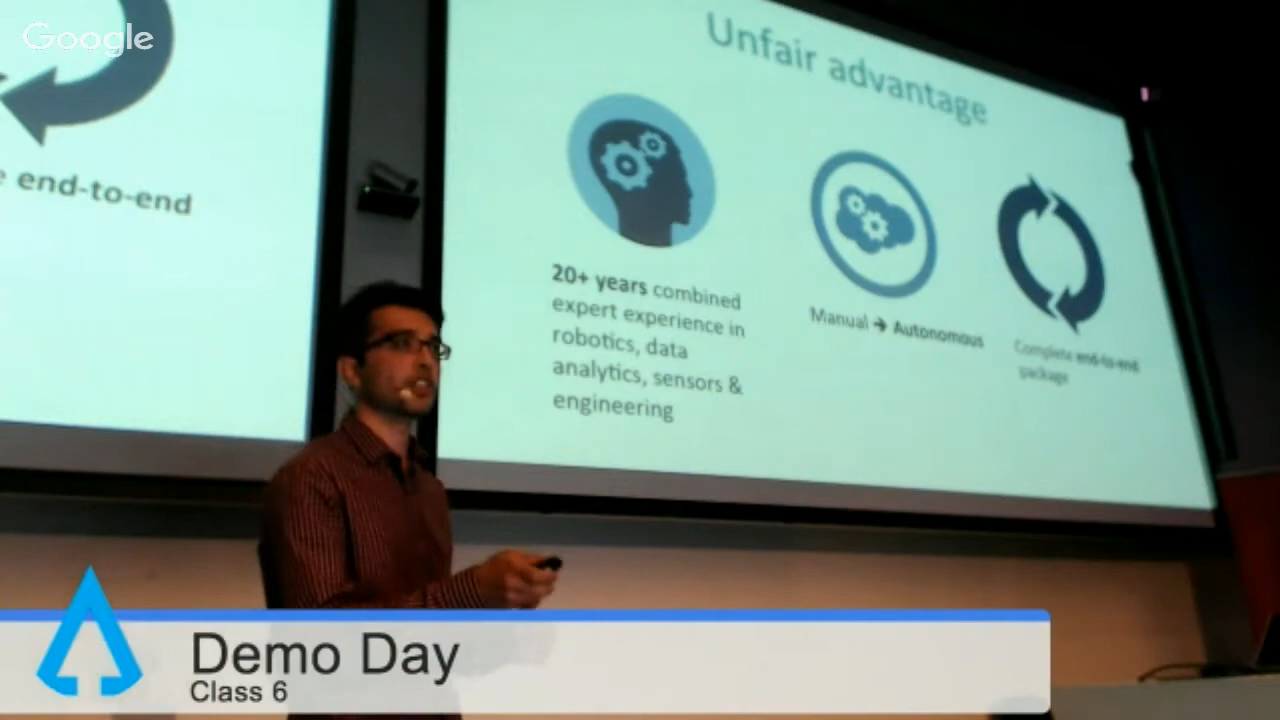 Google
end-to-end
Unfair advantage
20+ years combined
expert experience in
robotics, data
analytics, sensors &
engineering
Manual → Autonomous
Complete end-to-end
package
Demo Day
Class 6